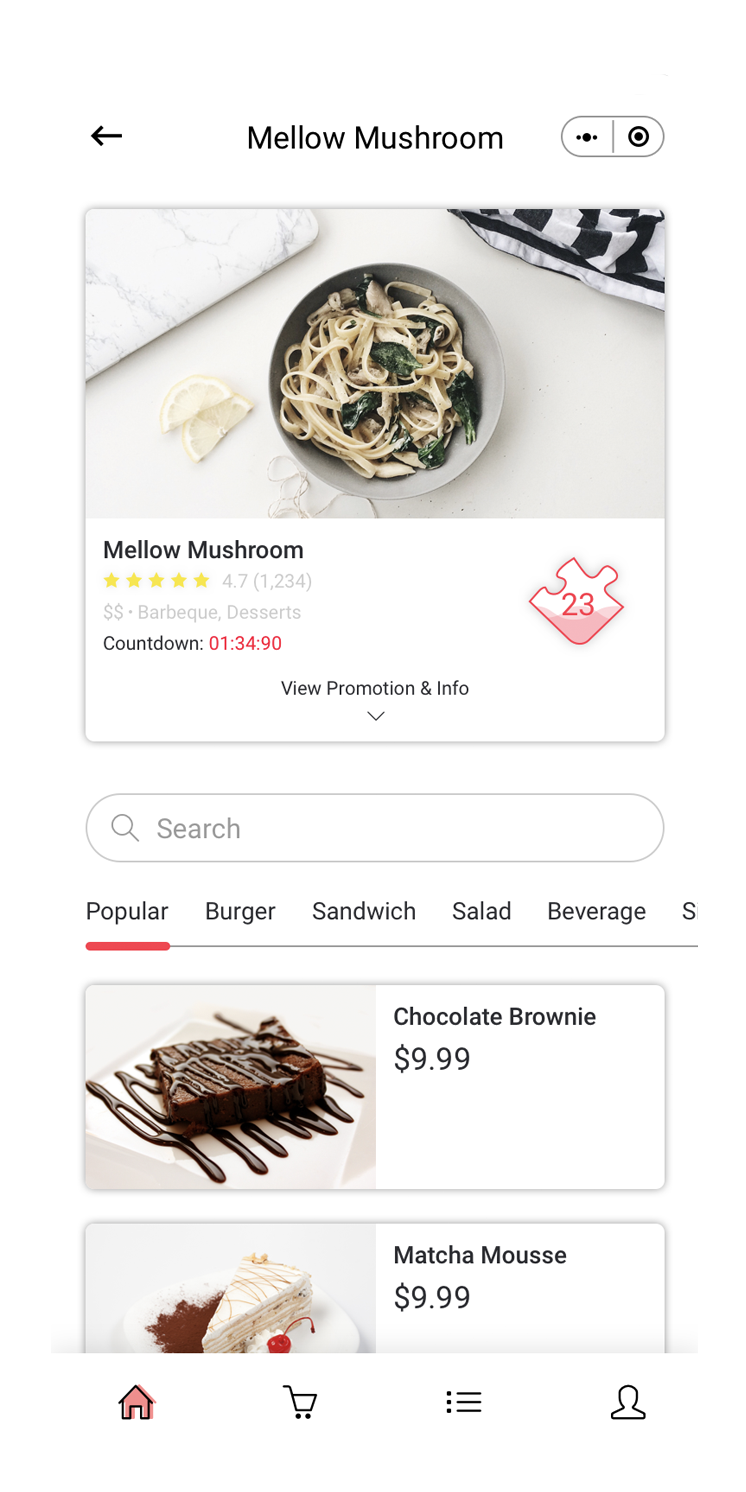 Mellow Mushroom
Mellow Mushroom
4.7 (1,234)
$$ • Barbeque, Desserts
Countdown: 01:34:90
23
View Promotion & Info
Search
Popular Burger Sandwich Salad Beverage S
Chocolate Brownie
$9.99
Matcha Mousse
$9.99